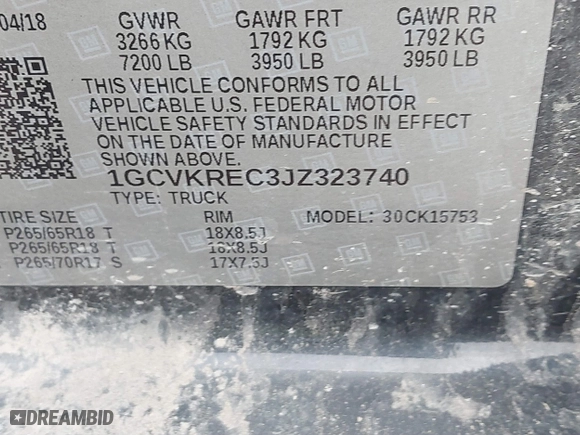 04/18 GVWR GAWR FRT GAWR RR
3266 KG 1792 KG 1792 KG
7200 LB 3950 LB 3950 LB
THIS VEHICLE CONFORMS TO ALL
APPLICABLE U.S. FEDERAL MOTOR
VEHICLE SAFETY STANDARDS IN EFFECT
ON THE DATE OF MANUFACTURE
SHOWN ABOVE.
1GCVKREC3JZ323740
TYPE: TRUCK MODEL: 30CK15753
TIRE SIZE RIM
P265/65R18 T 18X8.5J
P265/65R18 T 18X8.5J
P265/70R17 S 17X7.5J
DREAMBID